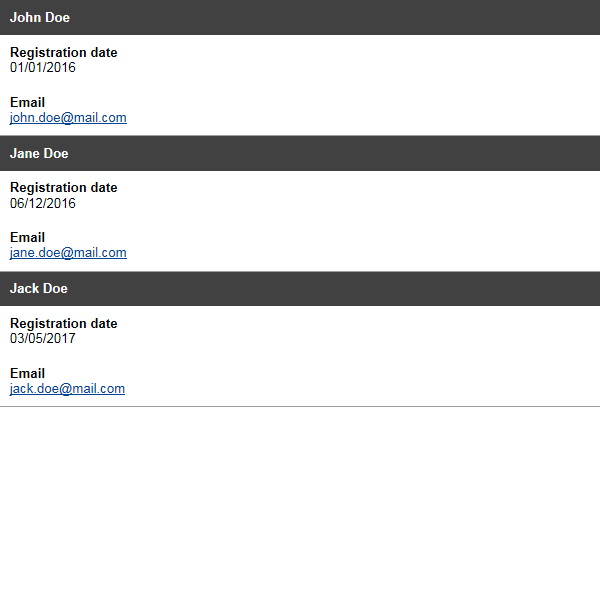 John Doe
Registration date
01/01/2016
Email
john.doe@mail.com
Jane Doe
Registration date
06/12/2016
Email
jane.doe@mail.com
Jack Doe
Registration date
03/05/2017
Email
jack.doe@mail.com